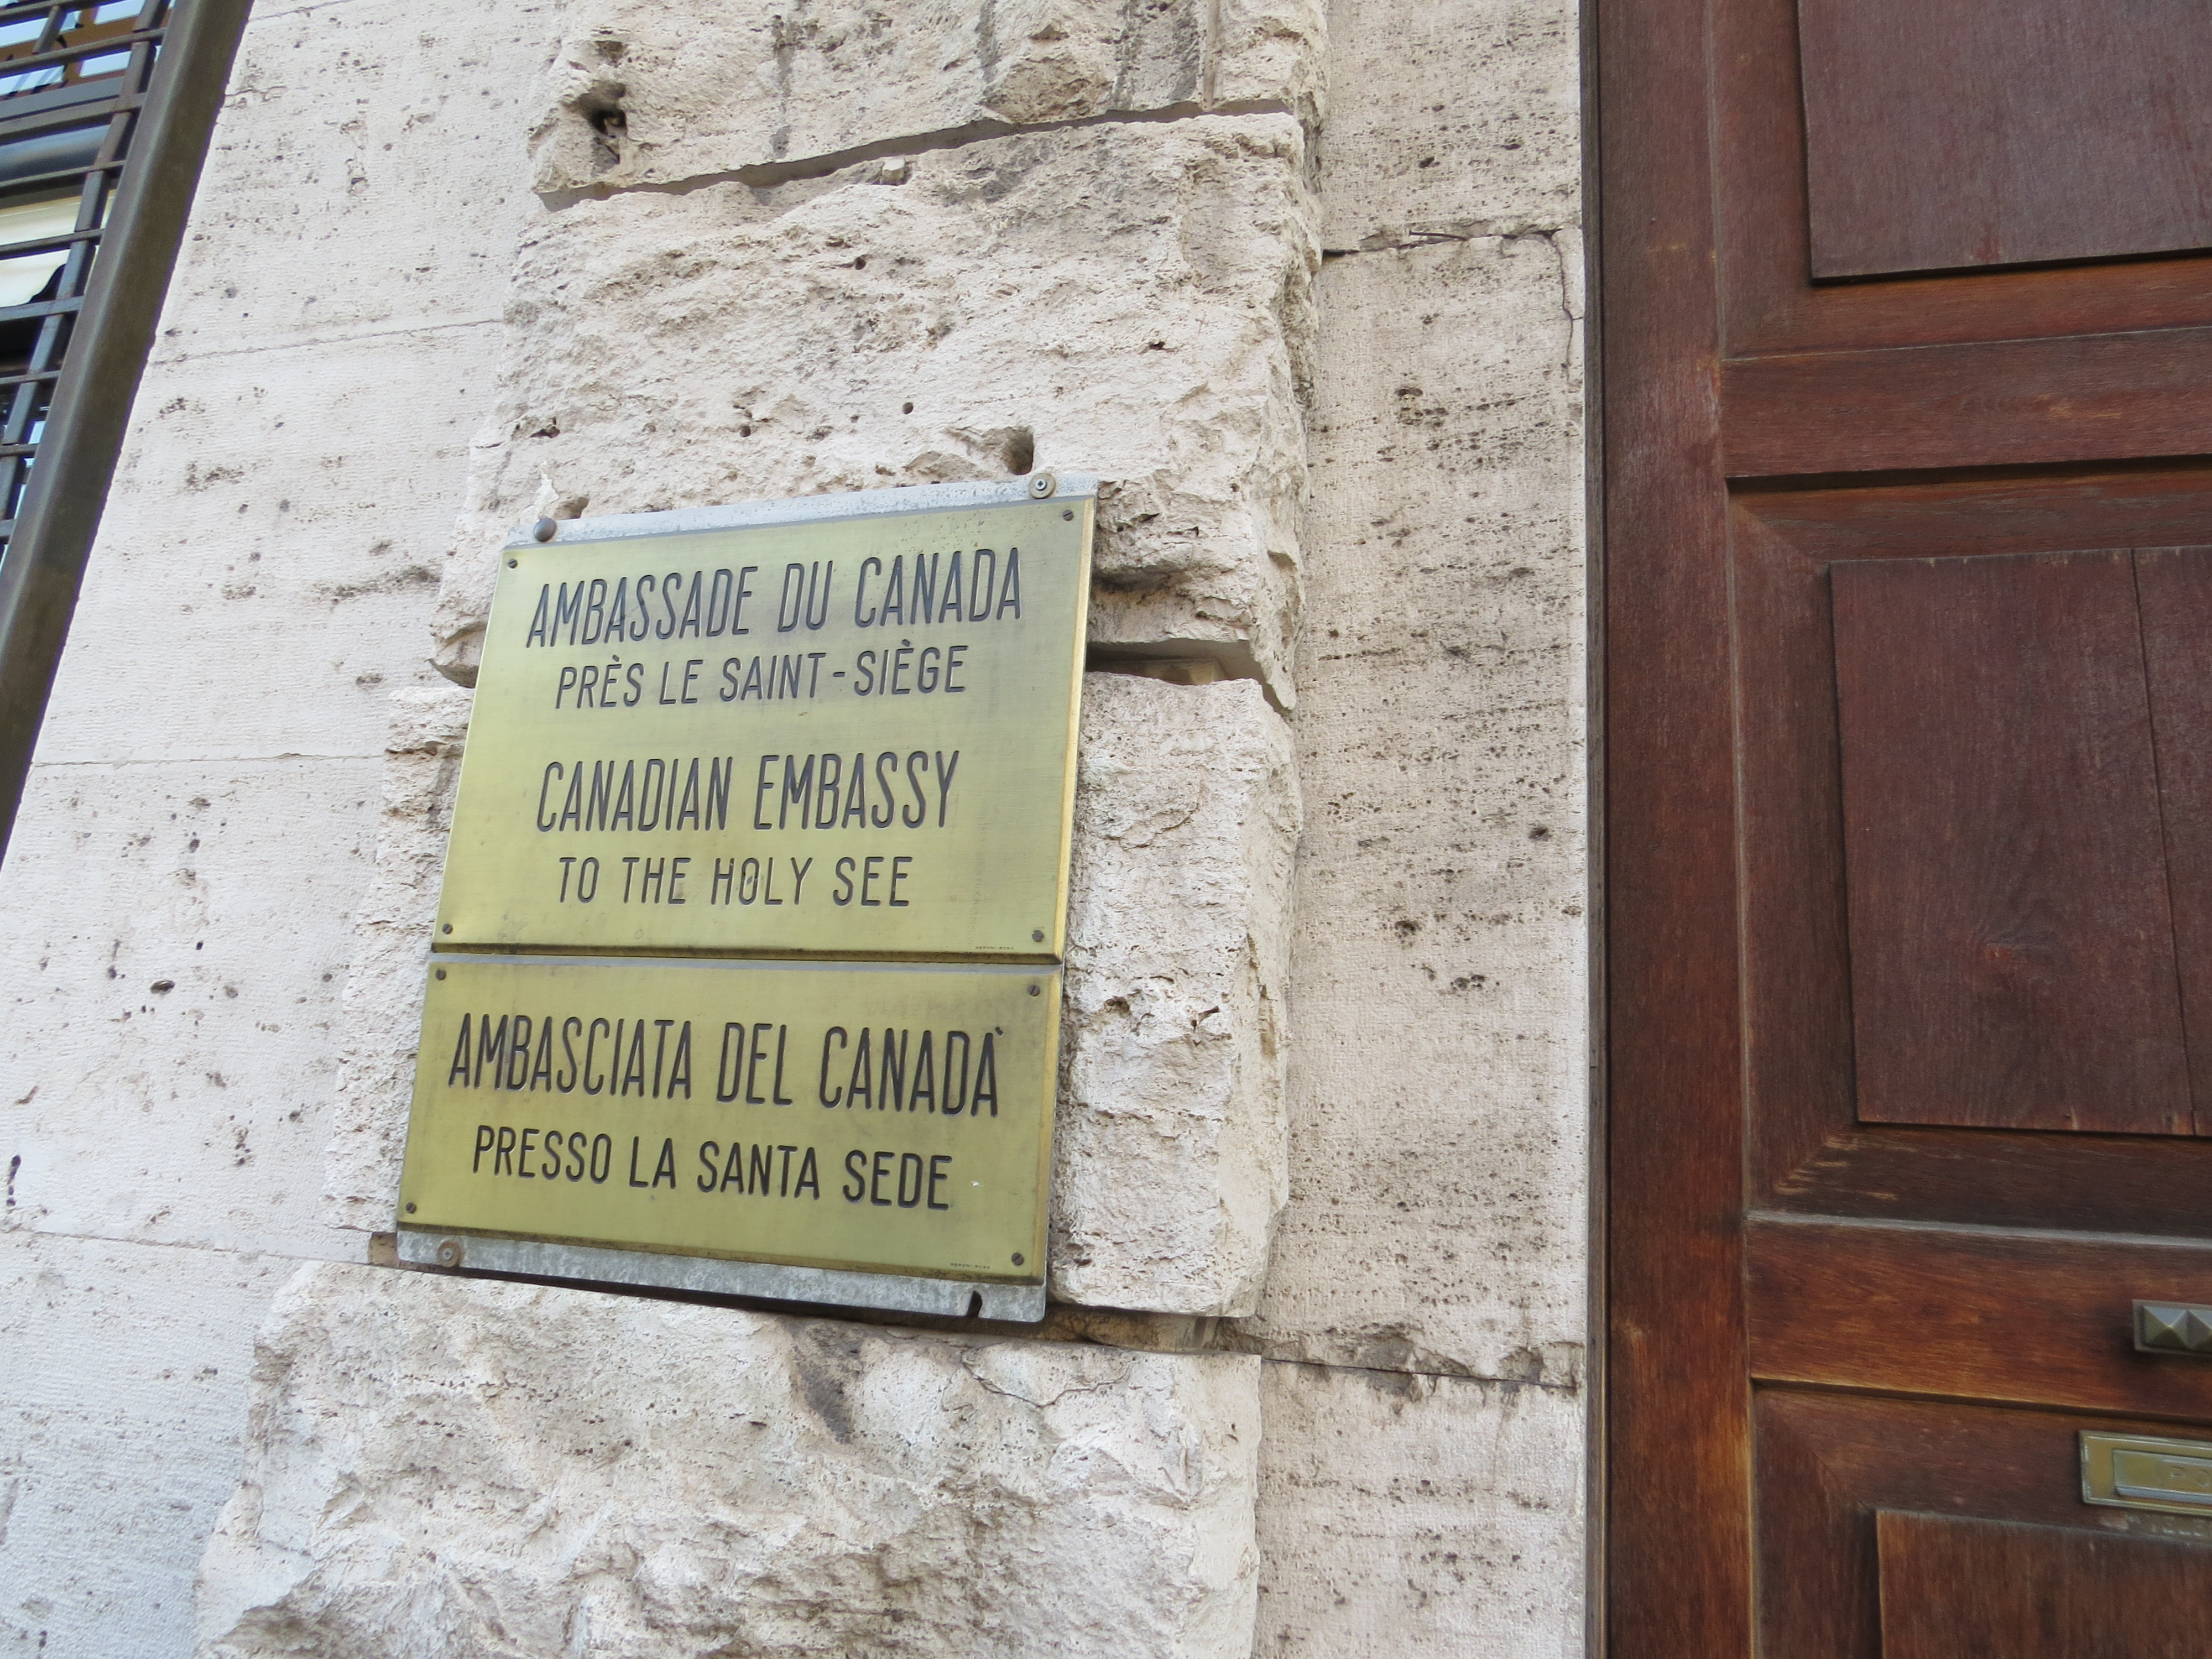 AMBASSADE DU CANADA
PRÈS LE SAINT-SIÈGE
CANADIAN EMBASSY
TO THE HOLY SEE
AMBASCIATA DEL CANADÀ
PRESSO LA SANTA SEDE